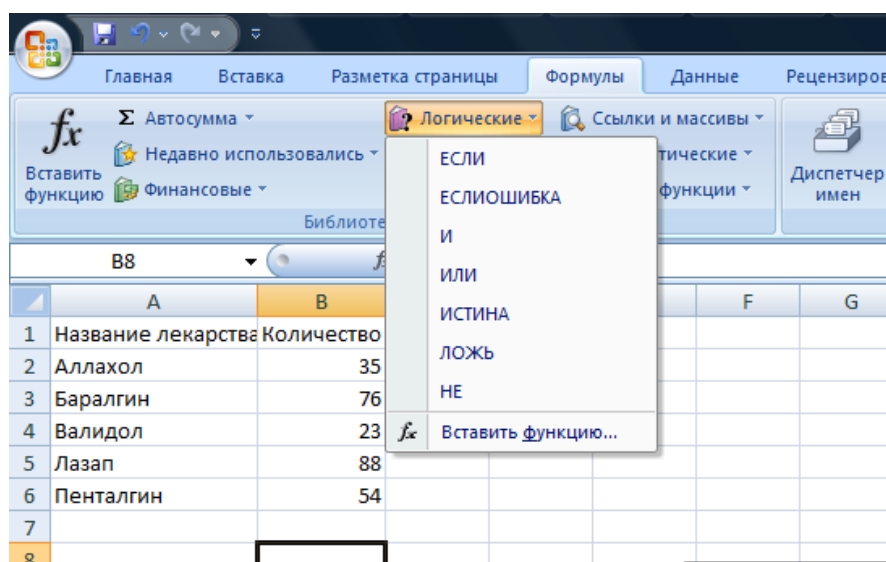 Главная Вставка Разметка страницы Формулы Данные Рецензиров
fx Σ Автосумма Логические Ссылки и массивы
Недавно использовались тические
Вставить функцию Финансовые функции Диспетчер имен
Библиоте
ЕСЛИ
ЕСЛИОШИБКА
И
ИЛИ
ИСТИНА
ЛОЖЬ
НЕ
fx Вставить функцию...
B8
A B F G
1 Название лекарства Количество
2 Аллахол 35
3 Баралгин 76
4 Валидол 23
5 Лазап 88
6 Пенталгин 54
7
8